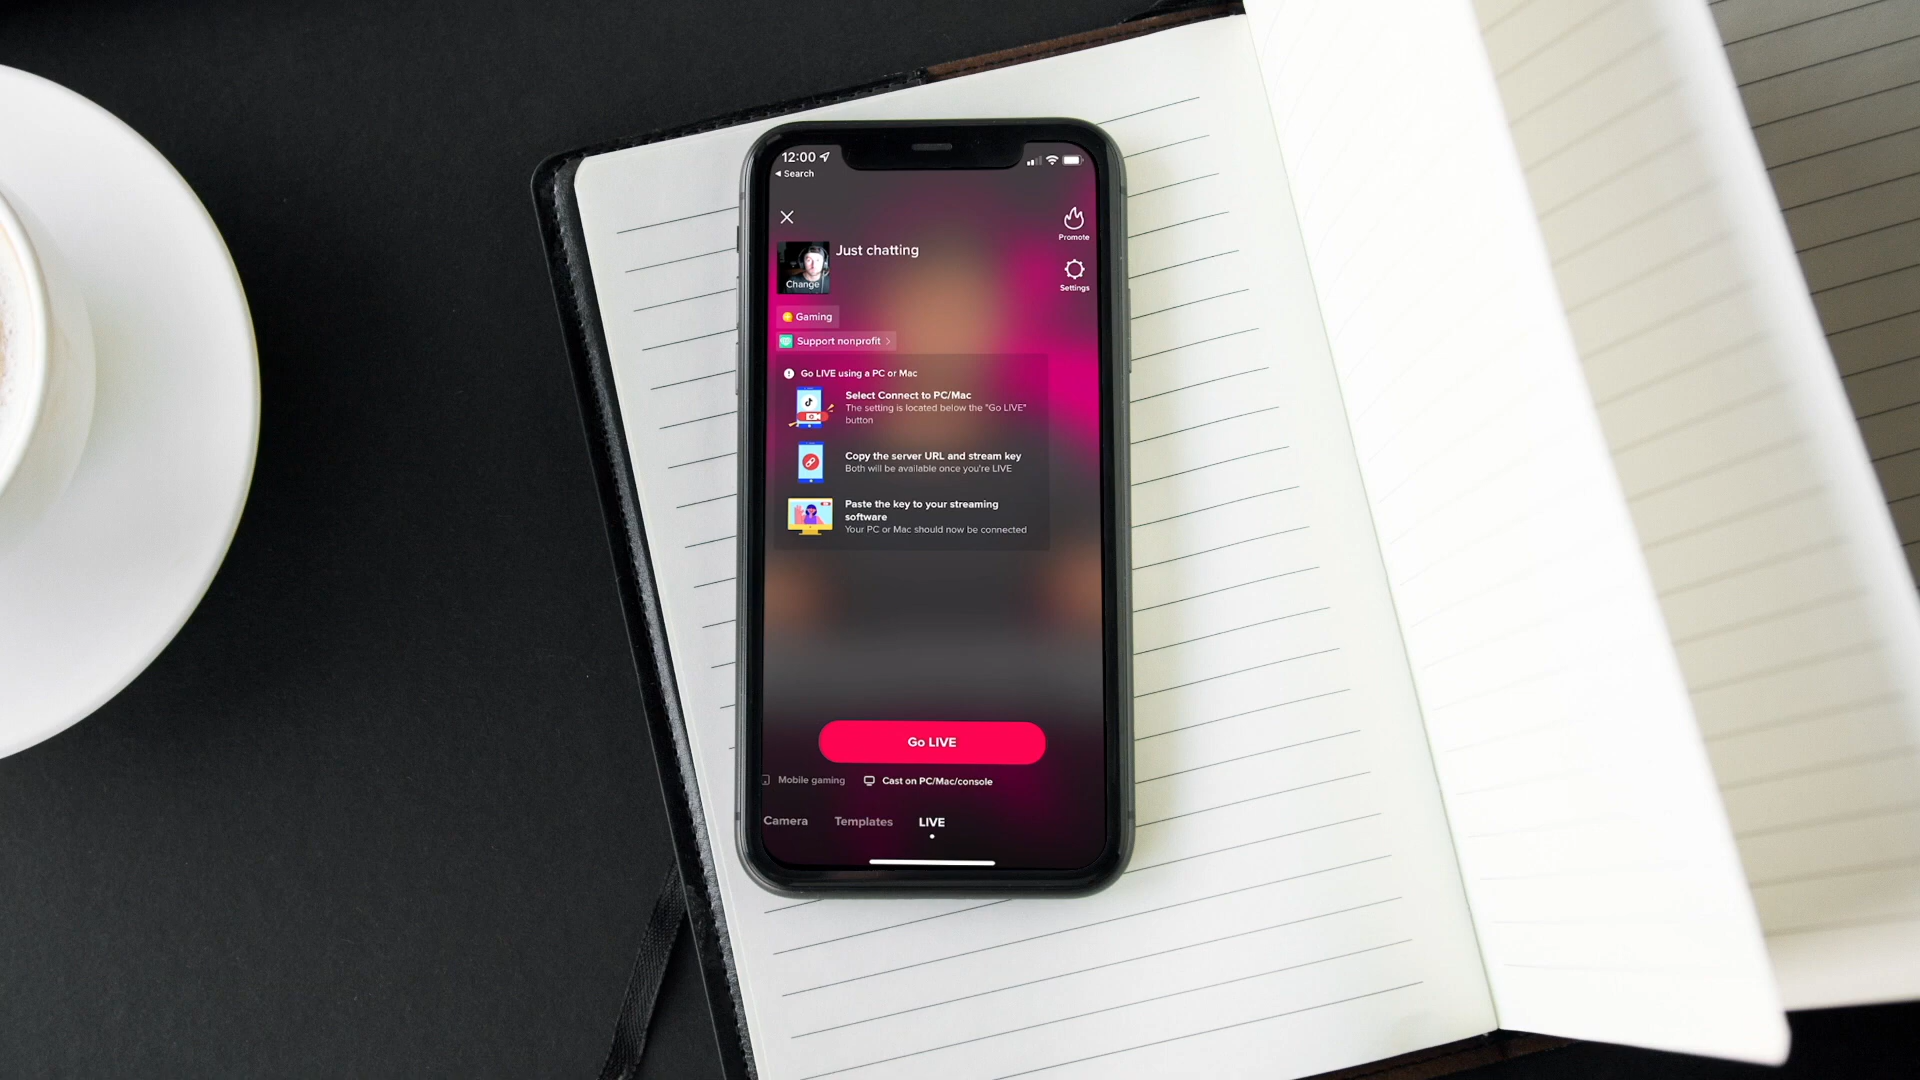 12:00
Search
Promote
Just chatting
Change
Settings
Gaming
Support nonprofit
Go LIVE using a PC or Mac
Select Connect to PC/Mac
The setting is located below the "Go LIVE"
button
Copy the server URL and stream key
Both will be available once you're LIVE
Paste the key to your streaming
software
Your PC or Mac should now be connected
Go LIVE
Mobile gaming
Cast on PC/Mac/console
Camera
Templates
LIVE